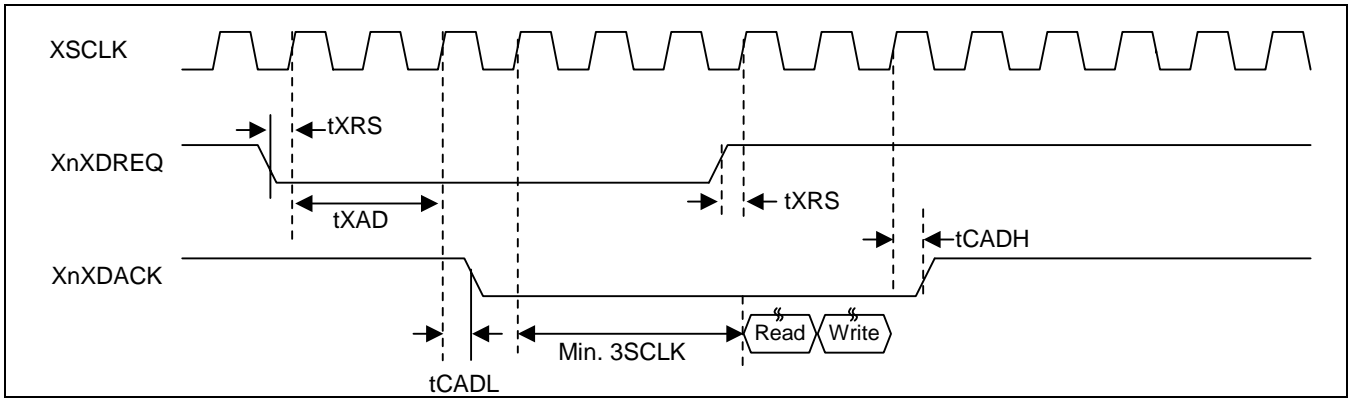 XSCLK
tXRS
XnXDREQ
tXRS
tXAD
tCADH
XnXDACK
Read Write
Min. 3SCLK
tCADL